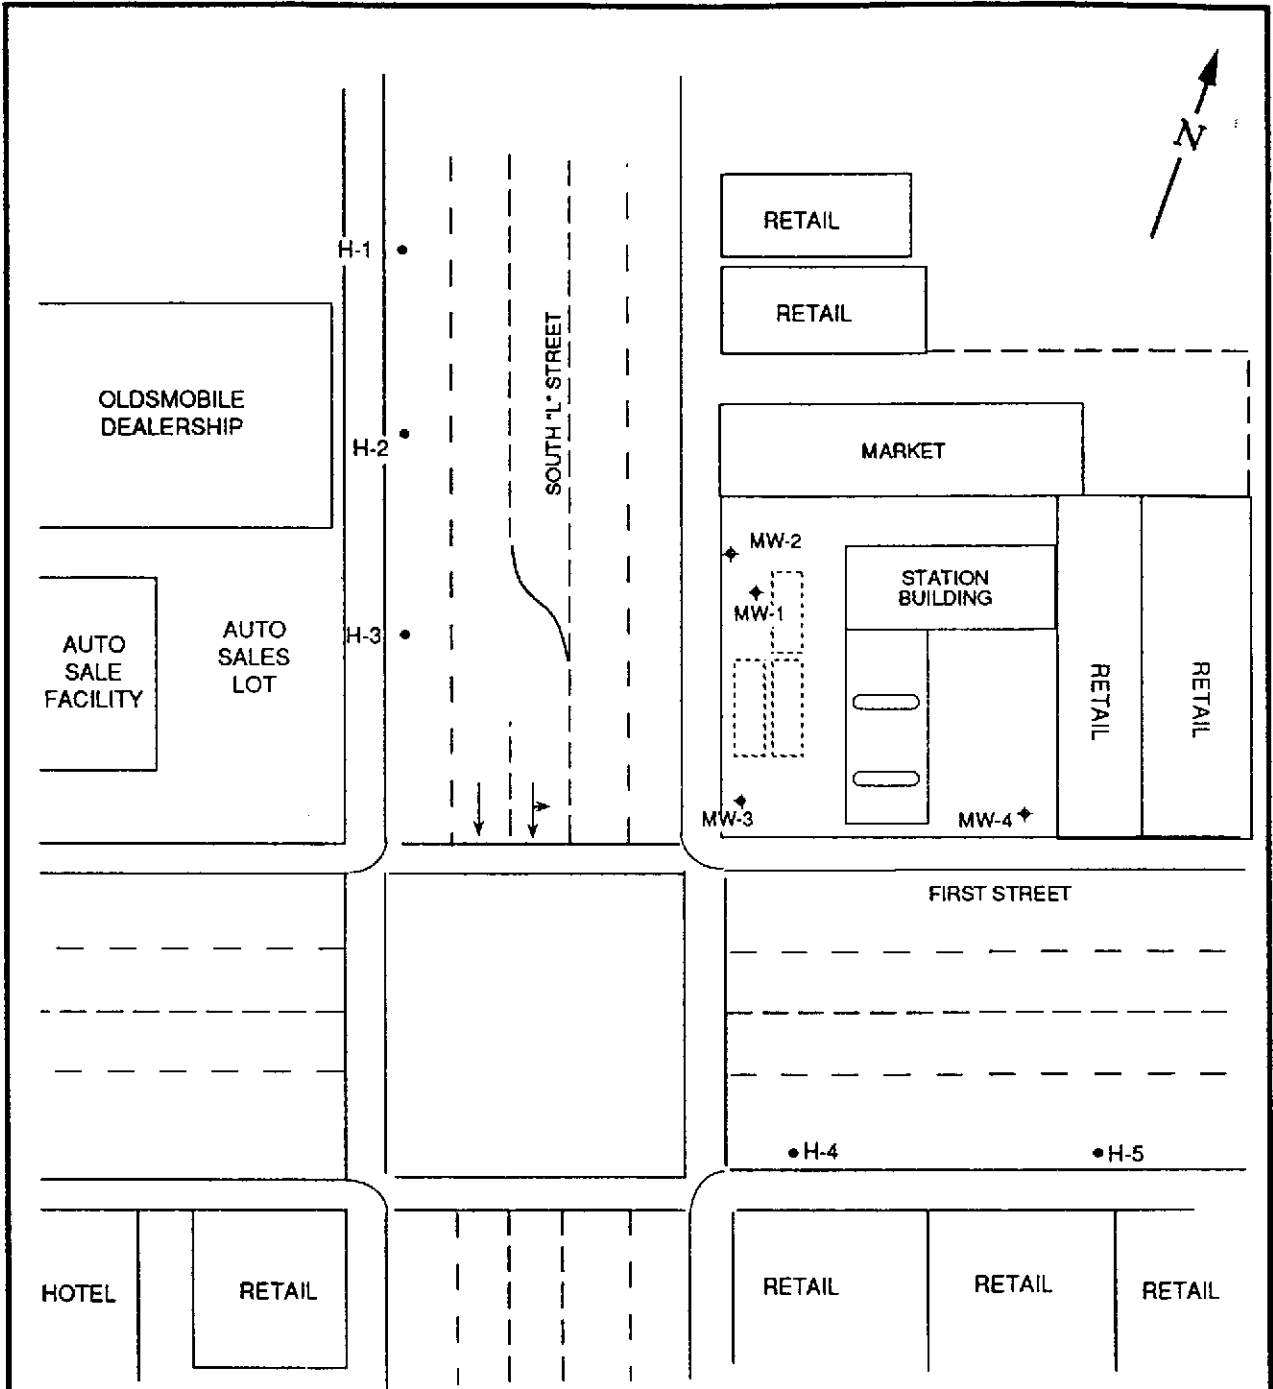 N
RETAIL
H-1
RETAIL
SOUTH "L" STREET
OLDSMOBILE
DEALERSHIP
H-2
MARKET
MW-2
STATION
BUILDING
MW-1
H-3
AUTO
SALES
LOT
AUTO
SALE
FACILITY
RETAIL
RETAIL
MW-3
MW-4
FIRST STREET
H-4
H-5
HOTEL
RETAIL
RETAIL
RETAIL
RETAIL